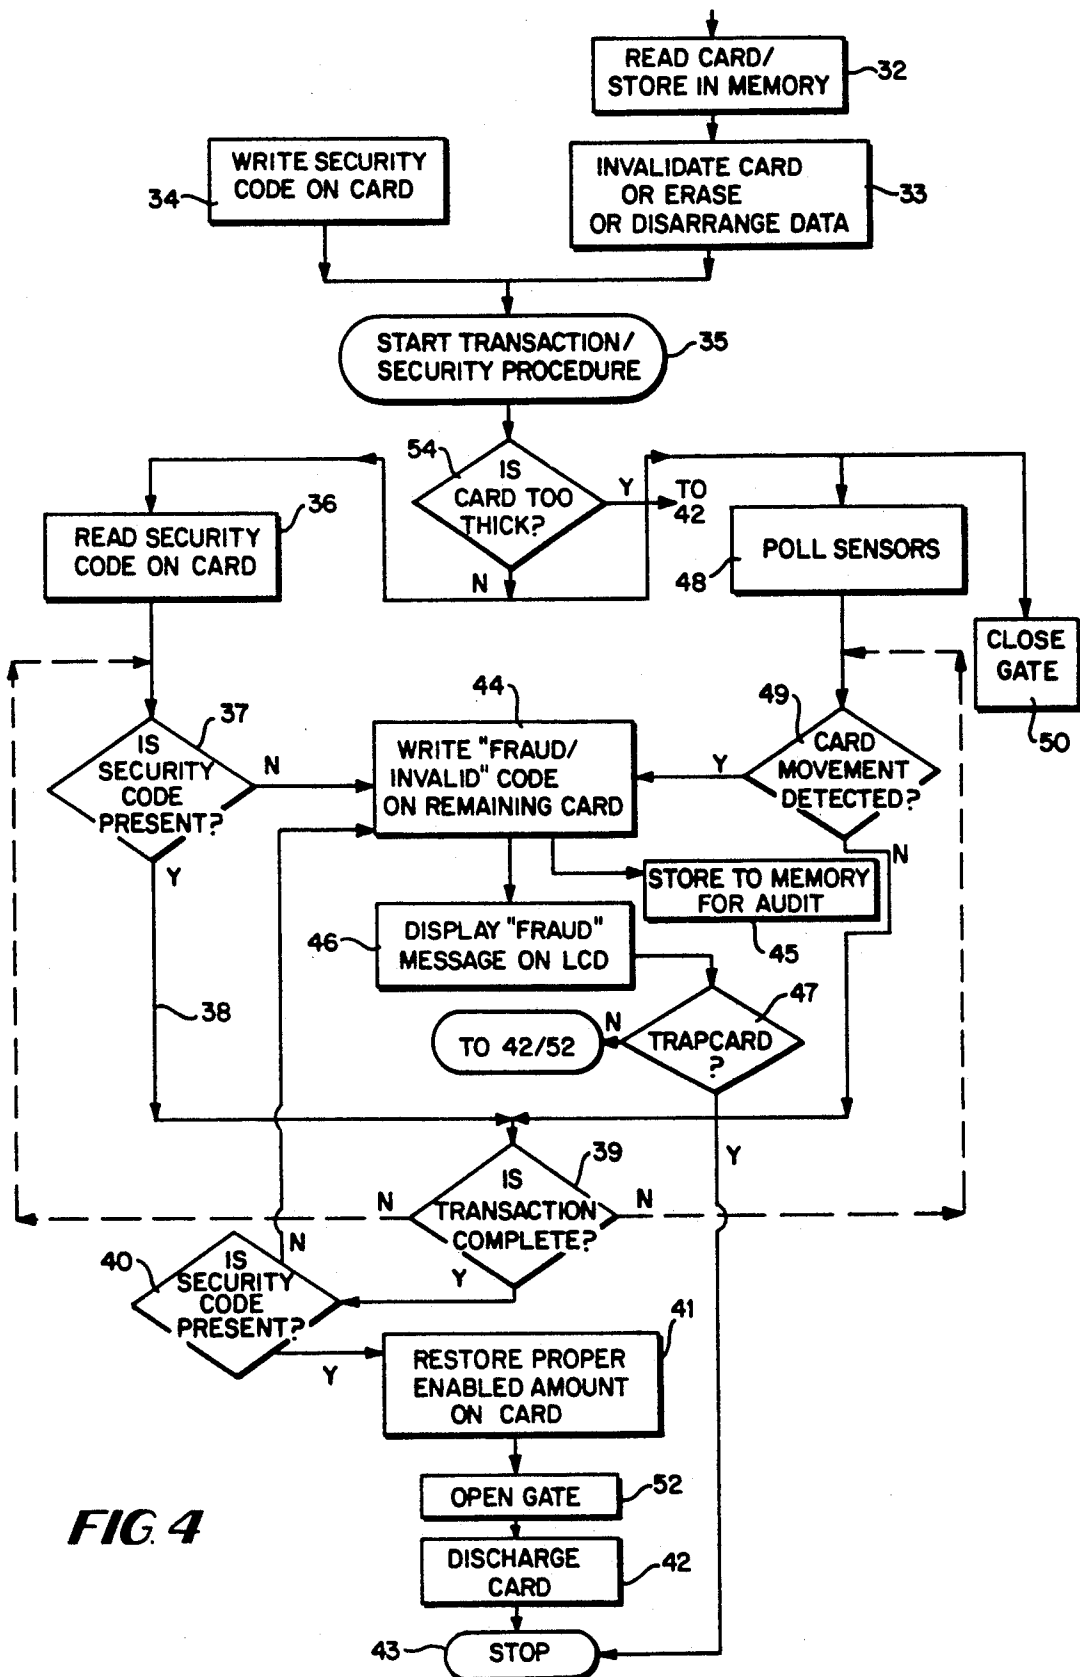 READ CARD/
STORE IN MEMORY
32
WRITE SECURITY
CODE ON CARD
34
INVALIDATE CARD
OR ERASE
OR DISARRANGE DATA
33
START TRANSACTION/
SECURITY PROCEDURE
35
54
IS
CARD TOO
THICK?
Y
TO
42
N
36
READ SECURITY
CODE ON CARD
POLL SENSORS
48
CLOSE
GATE
50
37
IS
SECURITY
CODE
PRESENT?
N
Y
44
WRITE "FRAUD/
INVALID" CODE
ON REMAINING CARD
49
CARD
MOVEMENT
DETECTED?
Y
N
STORE TO MEMORY
FOR AUDIT
45
46
DISPLAY "FRAUD"
MESSAGE ON LCD
47
TRAPCARD
?
N
TO 42/52
Y
38
39
IS
TRANSACTION
COMPLETE?
N
N
Y
40
IS
SECURITY
CODE
PRESENT?
N
Y
41
RESTORE PROPER
ENABLED AMOUNT
ON CARD
OPEN GATE
52
DISCHARGE
CARD
42
43
STOP
FIG. 4